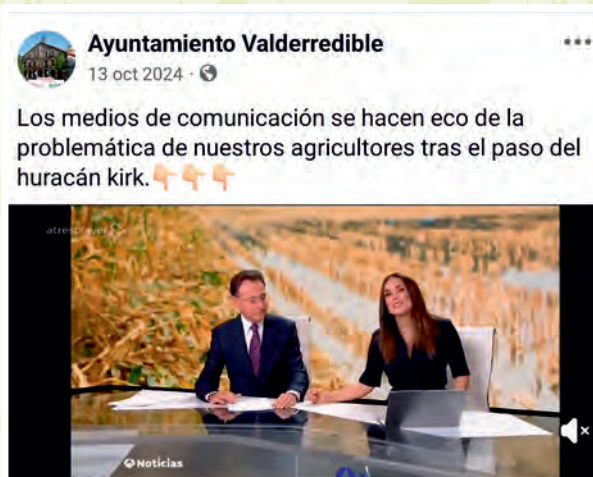 Ayuntamiento Valderredible
13 oct 2024 ·
Los medios de comunicación se hacen eco de la
problemática de nuestros agricultores tras el paso del
huracán kirk.👇🏻👇🏻👇🏻
atresplayer
Noticias